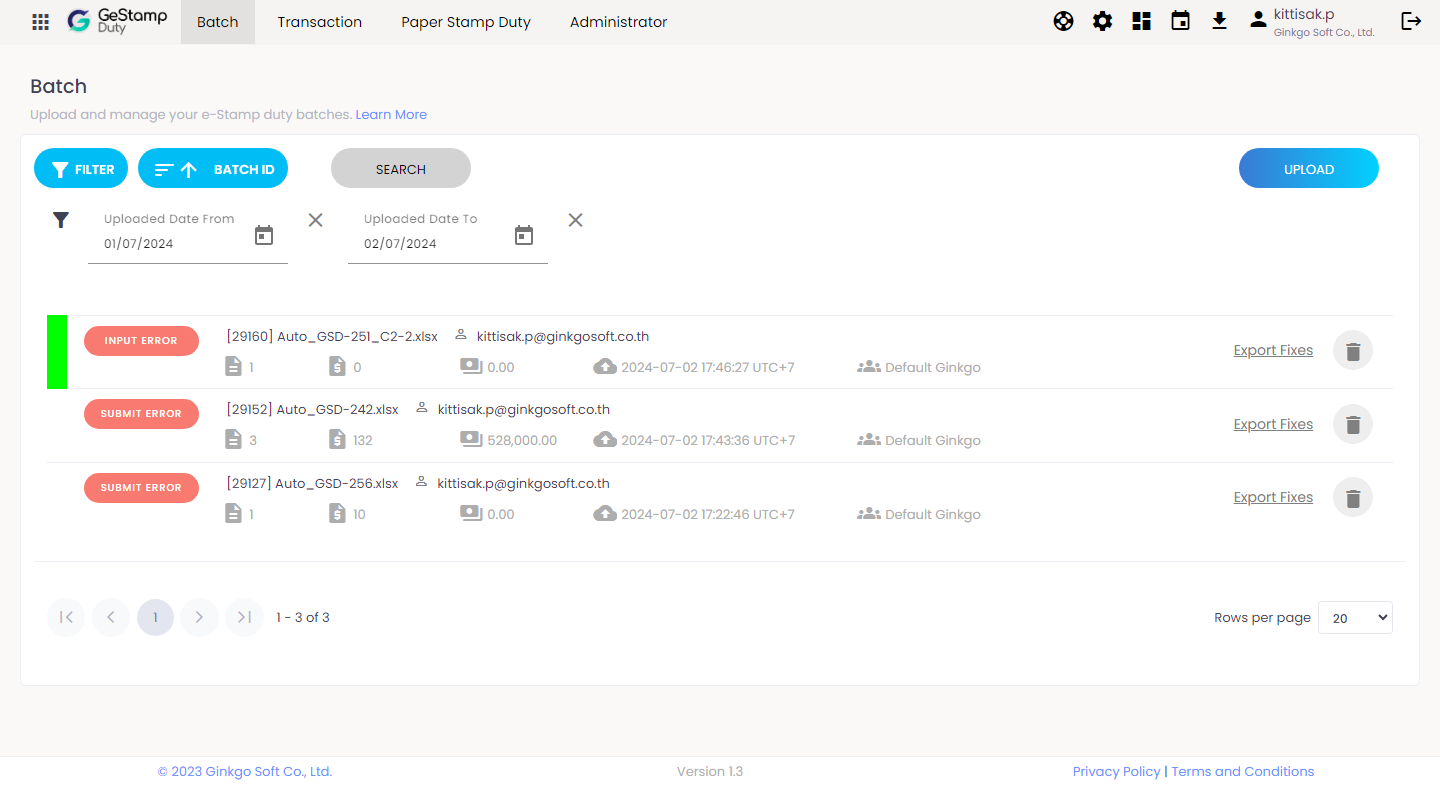 GeStamp Duty Batch Transaction Paper Stamp Duty Administrator kittisak.p
Ginkgo Soft Co., Ltd.
Batch
Upload and manage your e-Stamp duty batches. Learn More
FILTER BATCH ID SEARCH UPLOAD
Uploaded Date From Uploaded Date To
01/07/2024 02/07/2024
INPUT ERROR [29160] Auto_GSD-251_C2-2.xlsx kittisak.p@ginkgosoft.co.th
1 0 0.00 2024-07-02 17:46:27 UTC+7 Default Ginkgo Export Fixes
SUBMIT ERROR [29152] Auto_GSD-242.xlsx kittisak.p@ginkgosoft.co.th
3 132 528,000.00 2024-07-02 17:43:36 UTC+7 Default Ginkgo Export Fixes
SUBMIT ERROR [29127] Auto_GSD-256.xlsx kittisak.p@ginkgosoft.co.th
1 10 0.00 2024-07-02 17:22:46 UTC+7 Default Ginkgo Export Fixes
1 1 - 3 of 3 Rows per page 20
© 2023 Ginkgo Soft Co., Ltd. Version 1.3 Privacy Policy | Terms and Conditions